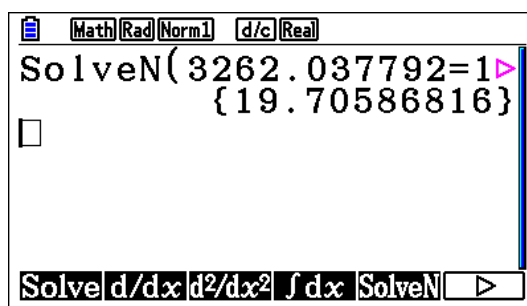 Math Rad Norm1 d/c Real
SolveN(3262.037792=1
{19.70586816}
Solve d/dx d²/dx² ∫dx SolveN ▷